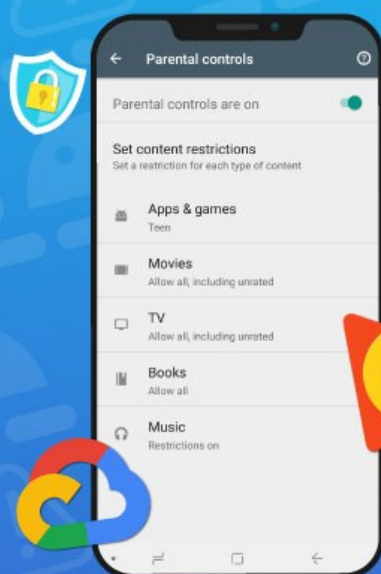 Parental controls
Parental controls are on
Set content restrictions
Set a restriction for each type of content
Apps & games
Teen
Movies
Allow all, including unrated
TV
Allow all, including unrated
Books
Allow all
Music
Restrictions on